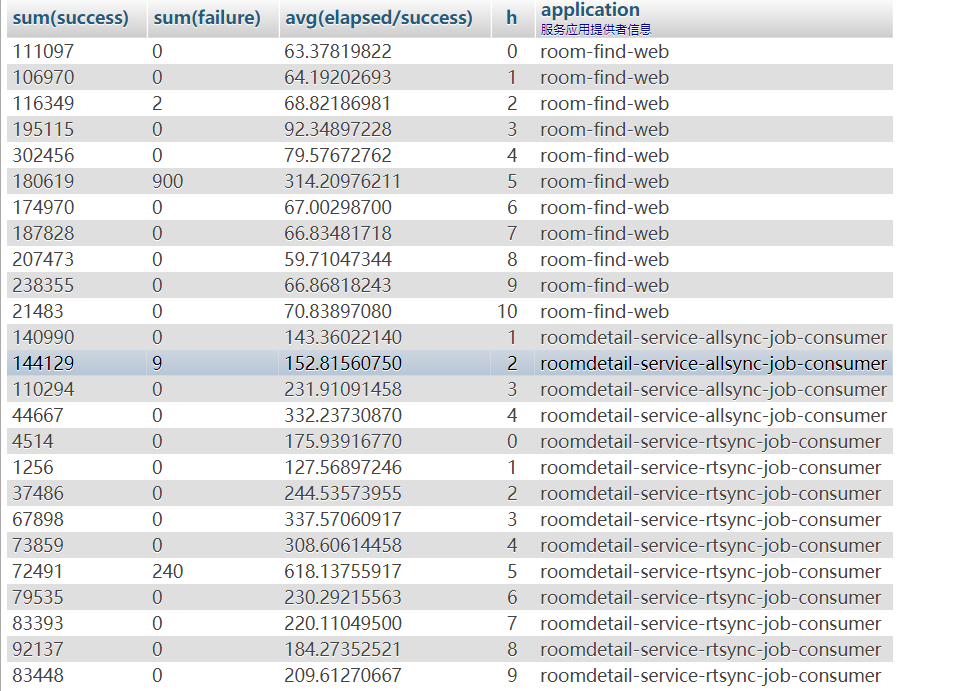 sum(success) sum(failure) avg(elapsed/success) h application
服务应用提供者信息
111097 0 63.37819822 0 room-find-web
106970 0 64.19202693 1 room-find-web
116349 2 68.82186981 2 room-find-web
195115 0 92.34897228 3 room-find-web
302456 0 79.57672762 4 room-find-web
180619 900 314.20976211 5 room-find-web
174970 0 67.00298700 6 room-find-web
187828 0 66.83481718 7 room-find-web
207473 0 59.71047344 8 room-find-web
238355 0 66.86818243 9 room-find-web
21483 0 70.83897080 10 room-find-web
140990 0 143.36022140 1 roomdetail-service-allsync-job-consumer
144129 9 152.81560750 2 roomdetail-service-allsync-job-consumer
110294 0 231.91091458 3 roomdetail-service-allsync-job-consumer
44667 0 332.23730870 4 roomdetail-service-allsync-job-consumer
4514 0 175.93916770 0 roomdetail-service-rtsync-job-consumer
1256 0 127.56897246 1 roomdetail-service-rtsync-job-consumer
37486 0 244.53573955 2 roomdetail-service-rtsync-job-consumer
67898 0 337.57060917 3 roomdetail-service-rtsync-job-consumer
73859 0 308.60614458 4 roomdetail-service-rtsync-job-consumer
72491 240 618.13755917 5 roomdetail-service-rtsync-job-consumer
79535 0 230.29215563 6 roomdetail-service-rtsync-job-consumer
83393 0 220.11049500 7 roomdetail-service-rtsync-job-consumer
92137 0 184.27352521 8 roomdetail-service-rtsync-job-consumer
83448 0 209.61270667 9 roomdetail-service-rtsync-job-consumer